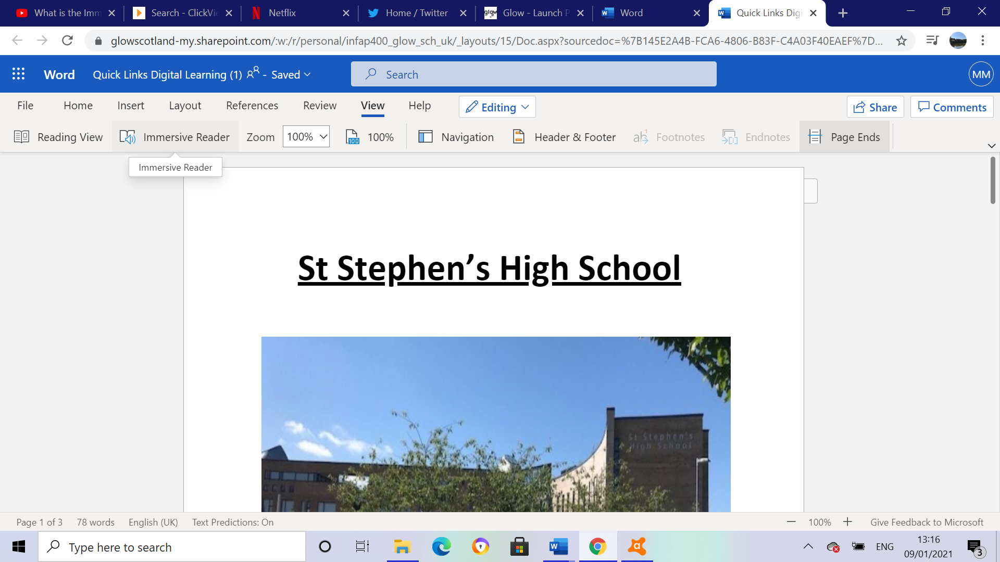 What is the Imm
Search - ClickVie
Netflix
Home / Twitter
Glow - Launch P
Word
Quick Links Digi
glowscotland-my.sharepoint.com/:w:/r/personal/infap400_glow_sch_uk/_layouts/15/Doc.aspx?sourcedoc=%7B145E2A4B-FCA6-4806-B83F-C4A03F40EAEF%7D...
Word Quick Links Digital Learning (1) - Saved
Search
MM
File Home Insert Layout References Review View Help Editing Share Comments
Reading View Immersive Reader Zoom 100% 100% Navigation Header & Footer Footnotes Endnotes Page Ends
Immersive Reader
St Stephen’s High School
St Stephen's
High School
Page 1 of 3 78 words English (UK) Text Predictions: On 100% Give Feedback to Microsoft
Type here to search
ENG
13:16
09/01/2021
3